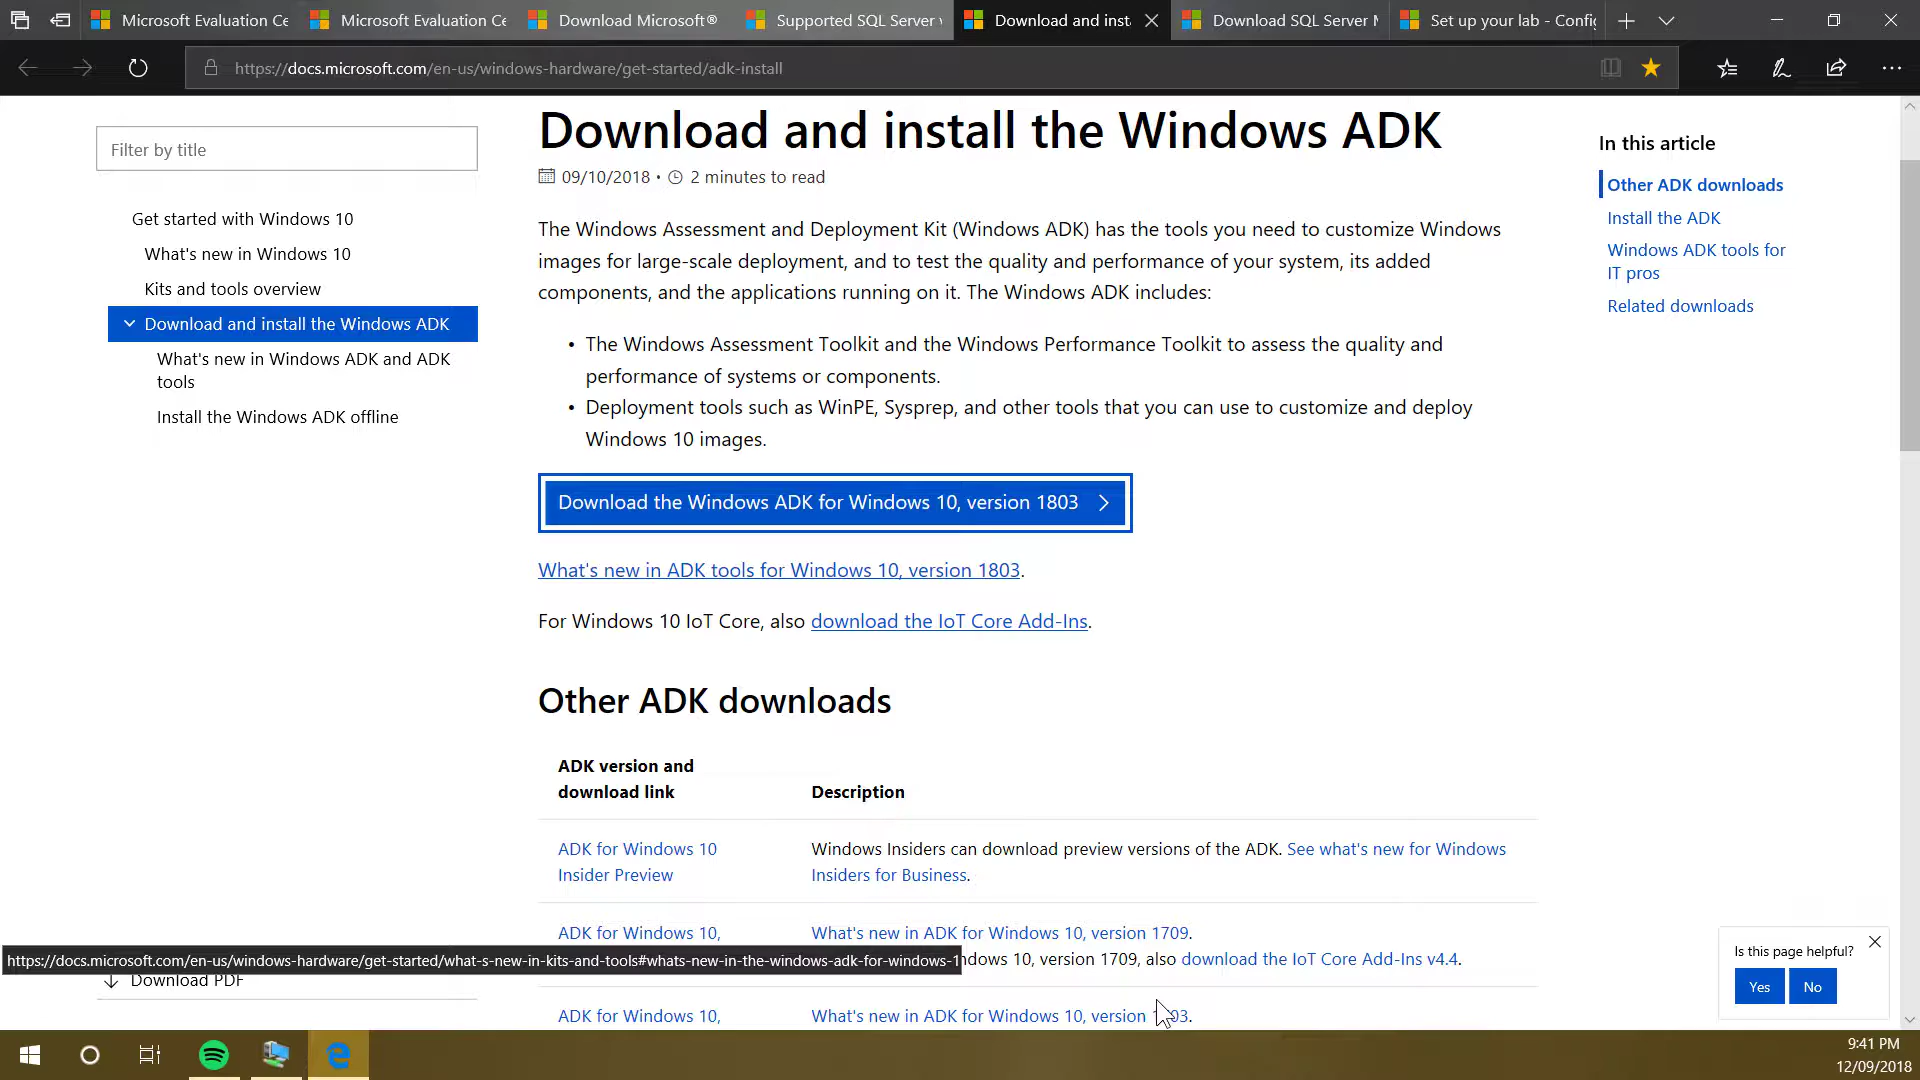 Microsoft Evaluation Ce
Microsoft Evaluation Ce
Download Microsoft®
Supported SQL Server v
Download and inst
Download SQL Server M
Set up your lab - Config
https://docs.microsoft.com/en-us/windows-hardware/get-started/adk-install
Filter by title
Get started with Windows 10
What's new in Windows 10
Kits and tools overview
Download and install the Windows ADK
What's new in Windows ADK and ADK
tools
Install the Windows ADK offline
Download PDF
Download and install the Windows ADK
09/10/2018 • 2 minutes to read
The Windows Assessment and Deployment Kit (Windows ADK) has the tools you need to customize Windows
images for large-scale deployment, and to test the quality and performance of your system, its added
components, and the applications running on it. The Windows ADK includes:
• The Windows Assessment Toolkit and the Windows Performance Toolkit to assess the quality and
performance of systems or components.
• Deployment tools such as WinPE, Sysprep, and other tools that you can use to customize and deploy
Windows 10 images.
Download the Windows ADK for Windows 10, version 1803
What's new in ADK tools for Windows 10, version 1803.
For Windows 10 IoT Core, also download the IoT Core Add-Ins.
Other ADK downloads
ADK version and
download link
Description
ADK for Windows 10
Insider Preview
Windows Insiders can download preview versions of the ADK. See what's new for Windows
Insiders for Business.
ADK for Windows 10,
What's new in ADK for Windows 10, version 1709.
ndows 10, version 1709, also download the IoT Core Add-Ins v4.4.
ADK for Windows 10,
What's new in ADK for Windows 10, version 03.
https://docs.microsoft.com/en-us/windows-hardware/get-started/what-s-new-in-kits-and-tools#whats-new-in-the-windows-adk-for-windows-1
In this article
Other ADK downloads
Install the ADK
Windows ADK tools for
IT pros
Related downloads
Is this page helpful?
Yes
No
9:41 PM
12/09/2018